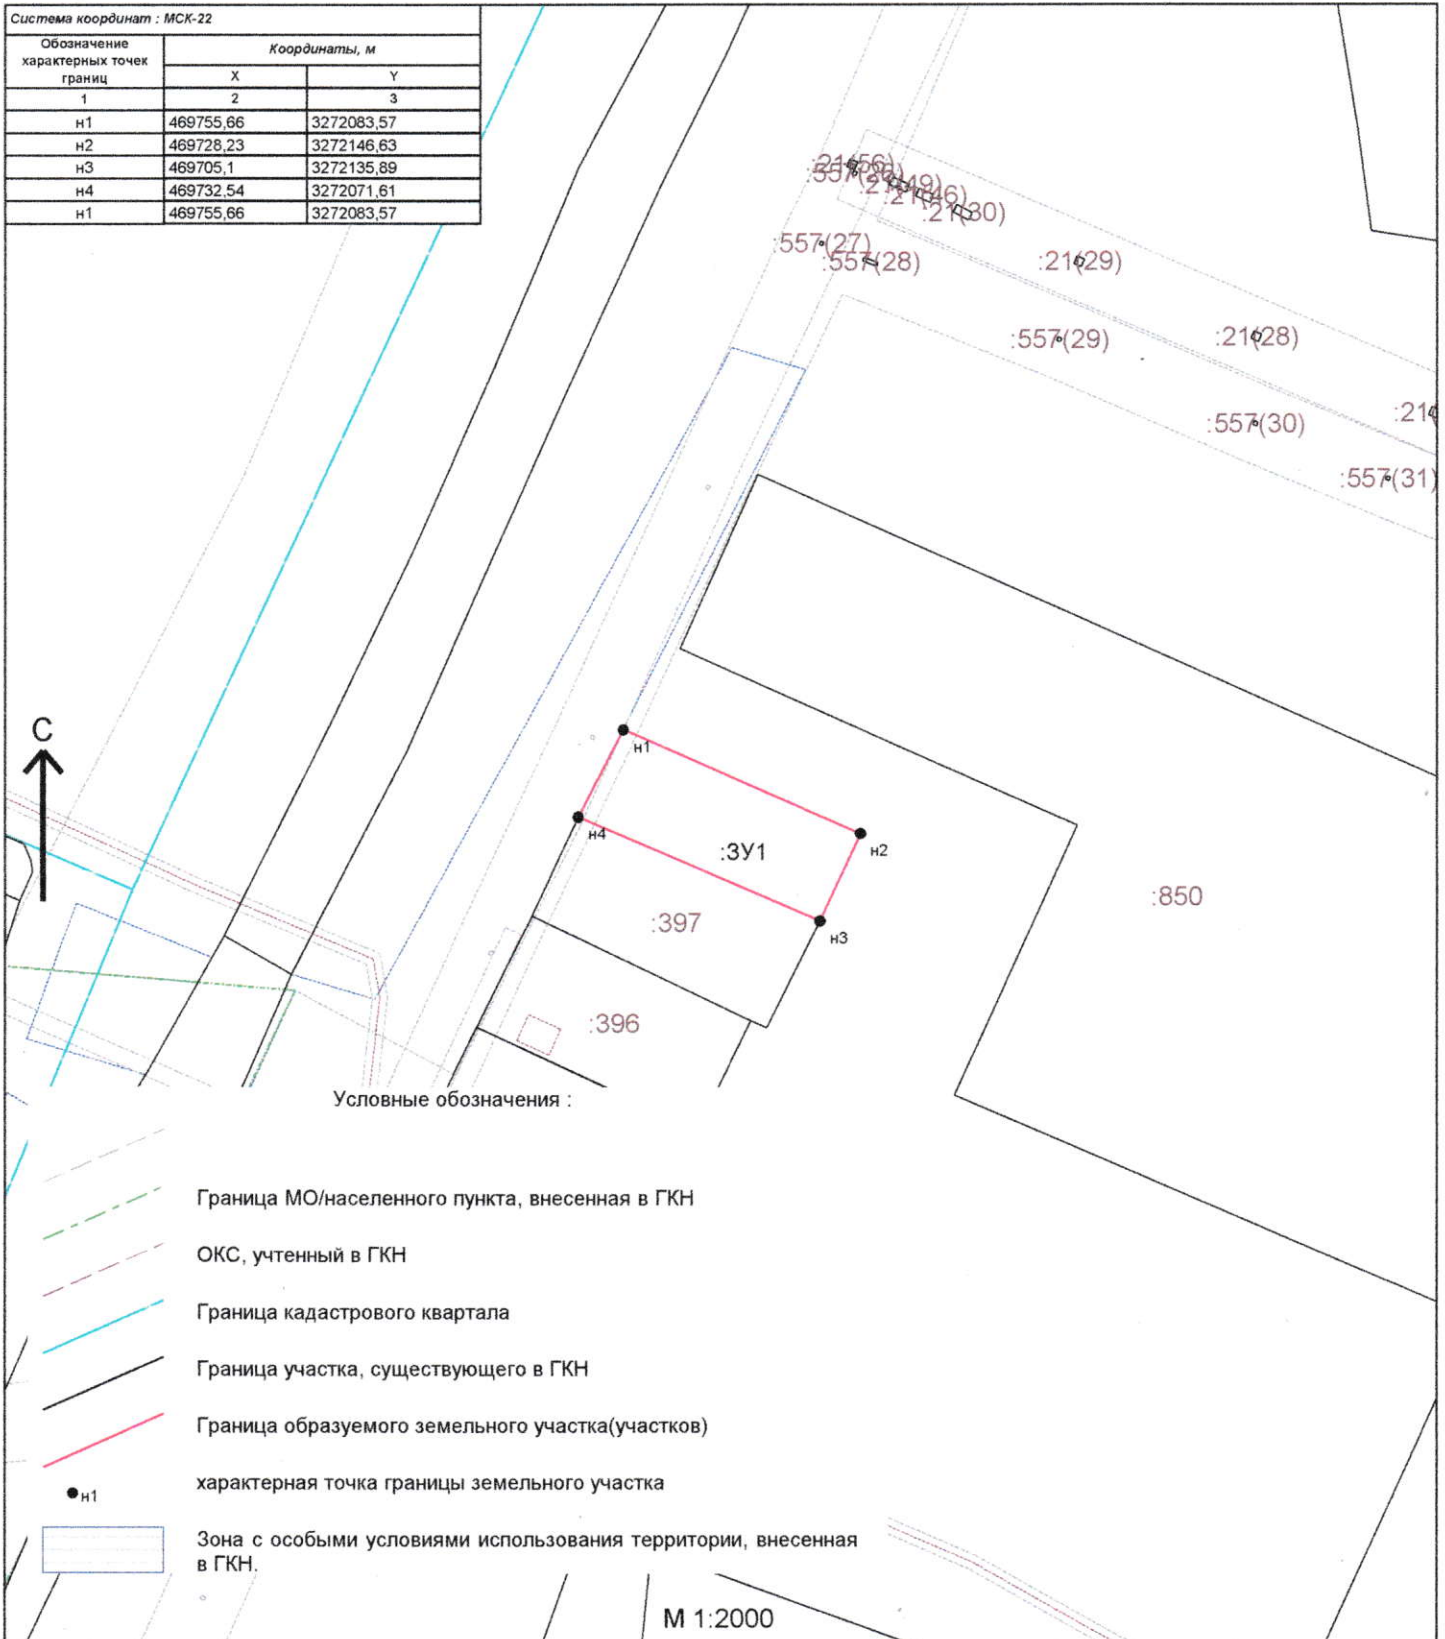 Система координат : МСК-22
Обозначение характерных точек границ
Координаты, м
X
Y
1
2
3
н1
469755,66
3272083,57
н2
469728,23
3272146,63
н3
469705,1
3272135,89
н4
469732,54
3272071,61
н1
469755,66
3272083,57
:21(56)
:21(46)
:21(30)
:557(27)
:557(28)
:21(29)
:557(29)
:21(28)
:557(30)
:21
:557(31)
С
н1
н4
:ЗУ1
н2
:850
:397
н3
:396
Условные обозначения :
Граница МО/населенного пункта, внесенная в ГКН
ОКС, учтенный в ГКН
Граница кадастрового квартала
Граница участка, существующего в ГКН
Граница образуемого земельного участка(участков)
характерная точка границы земельного участка
н1
Зона с особыми условиями использования территории, внесенная
в ГКН.
М 1:2000